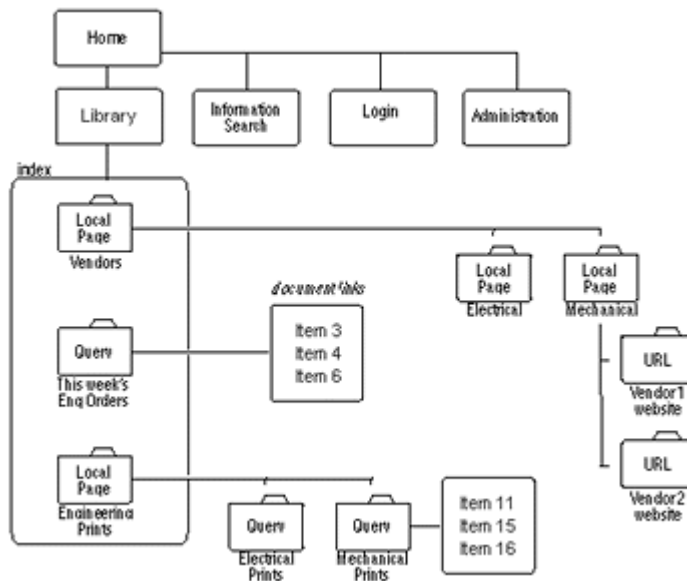 Home
Library
Information
Search
Login
Administration
index
Local
Page
Vendors
Local
Page
Electrical
Local
Page
Mechanical
document links
Item 3
Item 4
Item 6
Query
This week's
Eng Orders
URL
Vendor1
website
URL
Vendor2
website
Local
Page
Engineering
Prints
Query
Electrical
Prints
Query
Mechanical
Prints
Item 11
Item 15
Item 16